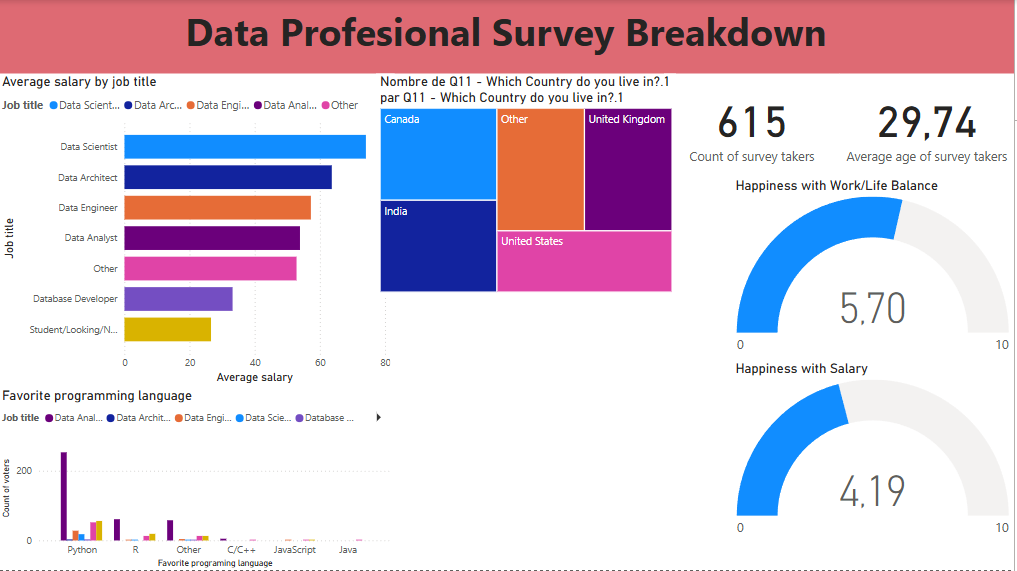 Data Profesional Survey Breakdown
Average salary by job title
Job title Data Scient... Data Arc... Data Engi... Data Anal... Other
Job title
Data Scientist
Data Architect
Data Engineer
Data Analyst
Other
Database Developer
Student/Looking/N...
0 20 40 60 80
Average salary
Nombre de Q11 - Which Country do you live in?.1
par Q11 - Which Country do you live in?.1
Canada
Other
United Kingdom
India
United States
615
Count of survey takers
29,74
Average age of survey takers
Happiness with Work/Life Balance
5,70
0 10
Happiness with Salary
4,19
0 10
Favorite programming language
Job title Data Anal... Data Archit... Data Engi... Data Scie... Database ...
Count of voters
200
0
Python R Other C/C++ JavaScript Java
Favorite programing language